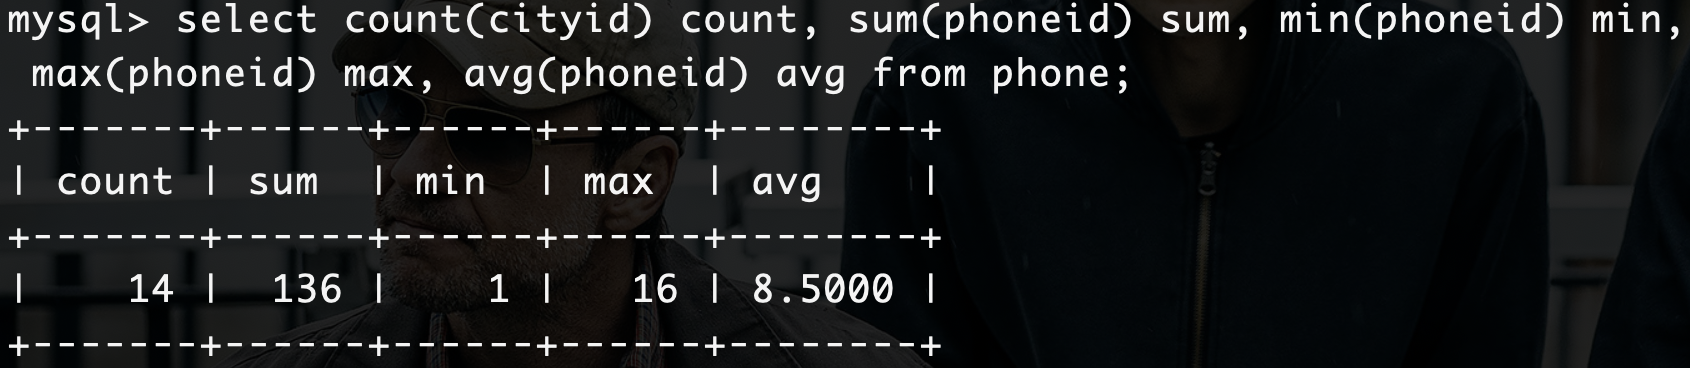 mysql> select count(cityid) count, sum(phoneid) sum, min(phoneid) min,
 max(phoneid) max, avg(phoneid) avg from phone;
+-------+------+------+------+--------+
| count | sum  | min  | max  | avg    |
+-------+------+------+------+--------+
|    14 |  136 |    1 |   16 | 8.5000 |
+-------+------+------+------+--------+